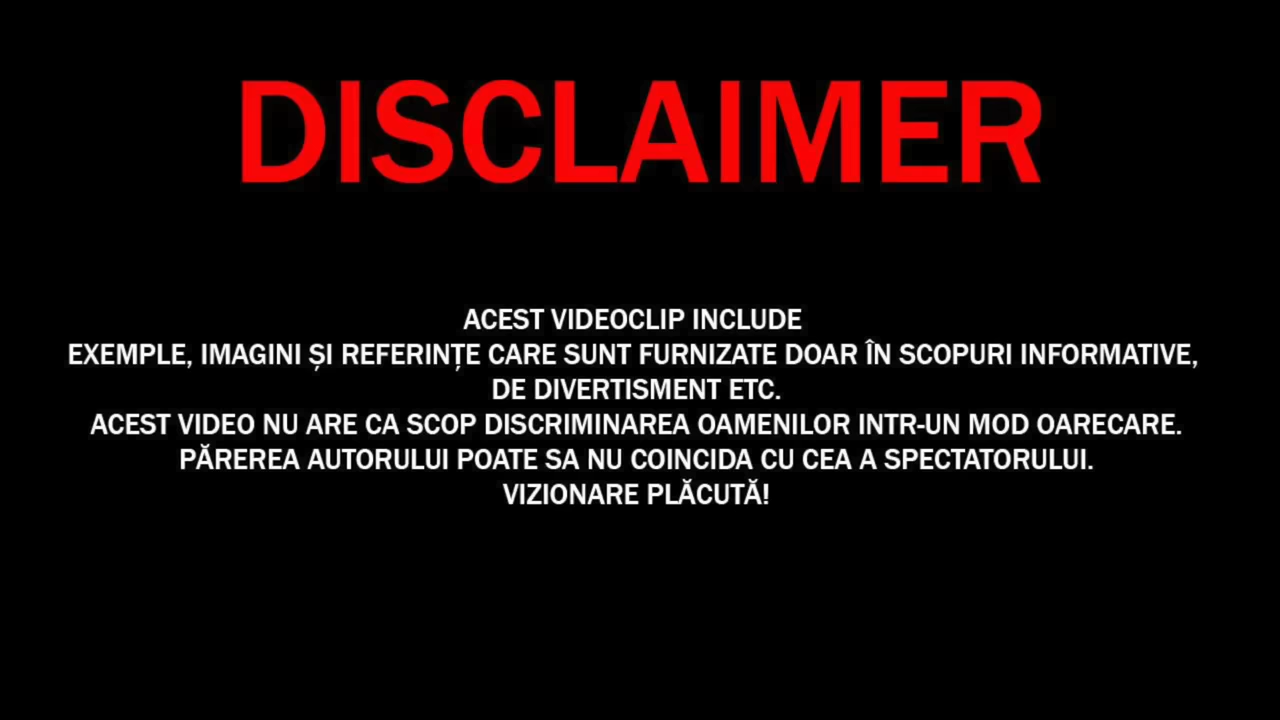 DISCLAIMER
ACEST VIDEOCLIP INCLUDE
EXEMPLE, IMAGINI ȘI REFERINȚE CARE SUNT FURNIZATE DOAR ÎN SCOPURI INFORMATIVE,
DE DIVERTISMENT ETC.
ACEST VIDEO NU ARE CA SCOP DISCRIMINAREA OAMENILOR INTR-UN MOD OARECARE.
PĂREREA AUTORULUI POATE SA NU COINCIDA CU CEA A SPECTATORULUI.
VIZIONARE PLĂCUTĂ!